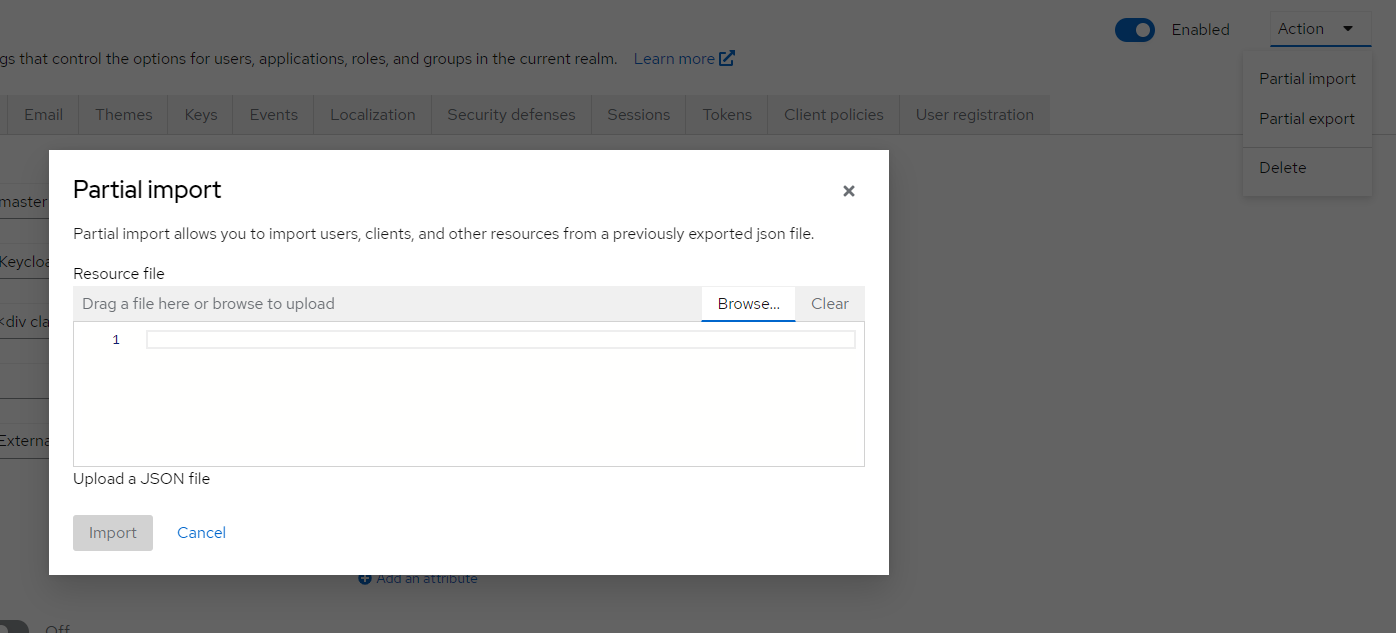 Enabled
Action
gs that control the options for users, applications, roles, and groups in the current realm. Learn more
Partial import
Partial export
Delete
Email Themes Keys Events Localization Security defenses Sessions Tokens Client policies User registration
master
Keycloa
<div cla
Externa
Partial import
Partial import allows you to import users, clients, and other resources from a previously exported json file.
Resource file
Drag a file here or browse to upload Browse... Clear
1
Upload a JSON file
Import Cancel
Add an attribute
Off